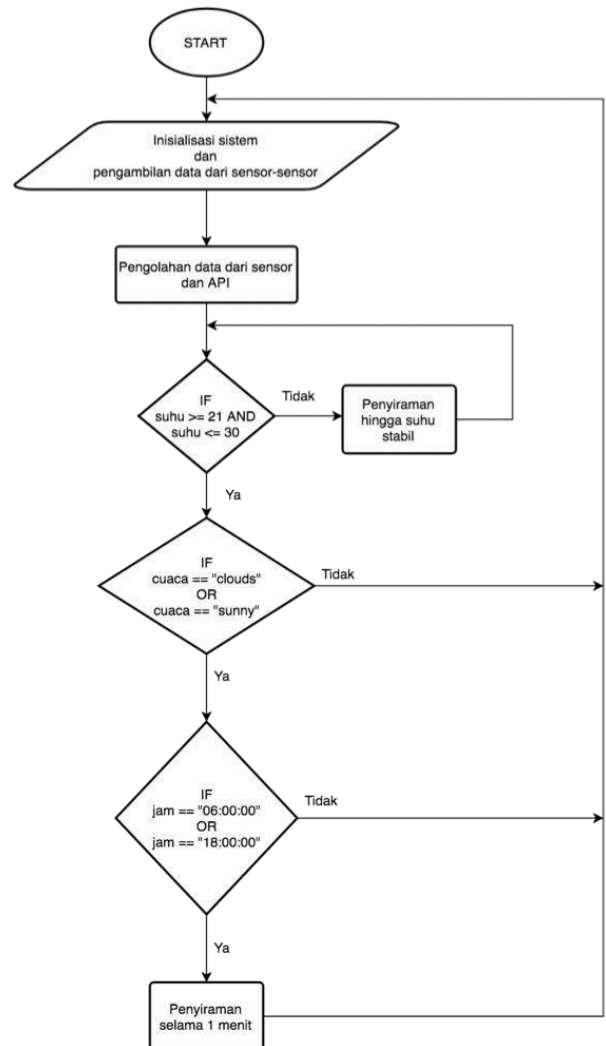 START
Inisialisasi sistem
dan
pengambilan data dari sensor-sensor
Pengolahan data dari sensor
dan API
IF
suhu >= 21 AND
suhu <= 30
Tidak
Penyiraman
hingga suhu
stabil
Ya
IF
cuaca == "clouds"
OR
cuaca == "sunny"
Tidak
Ya
IF
jam == "06:00:00"
OR
jam == "18:00:00"
Tidak
Ya
Penyiraman
selama 1 menit